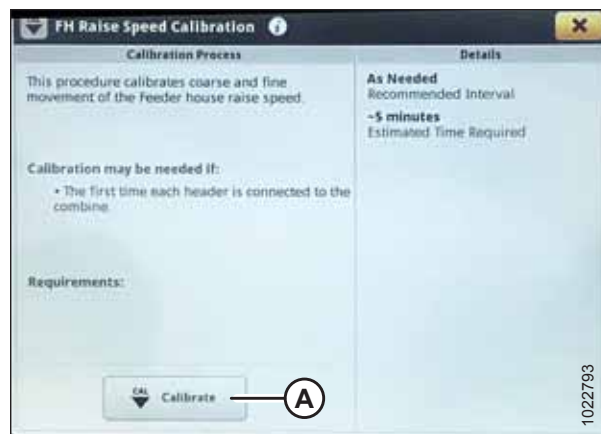 FH Raise Speed Calibration
Calibration Process
This procedure calibrates coarse and fine
movement of the Feeder house raise speed.
Calibration may be needed if:
• The first time each header is connected to the
combine.
Requirements:
CAL Calibrate
A
Details
As Needed
Recommended Interval
~5 minutes
Estimated Time Required
1022793